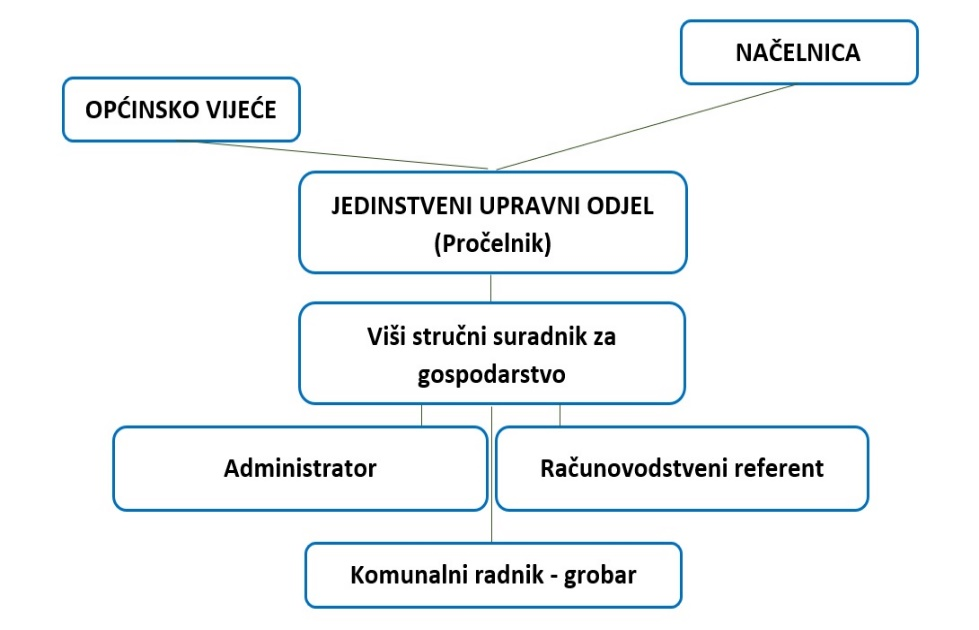 NAČELNICA
OPĆINSKO VIJEĆE
JEDINSTVENI UPRAVNI ODJEL
(Pročelnik)
Viši stručni suradnik za
gospodarstvo
Administrator
Računovodstveni referent
Komunalni radnik - grobar